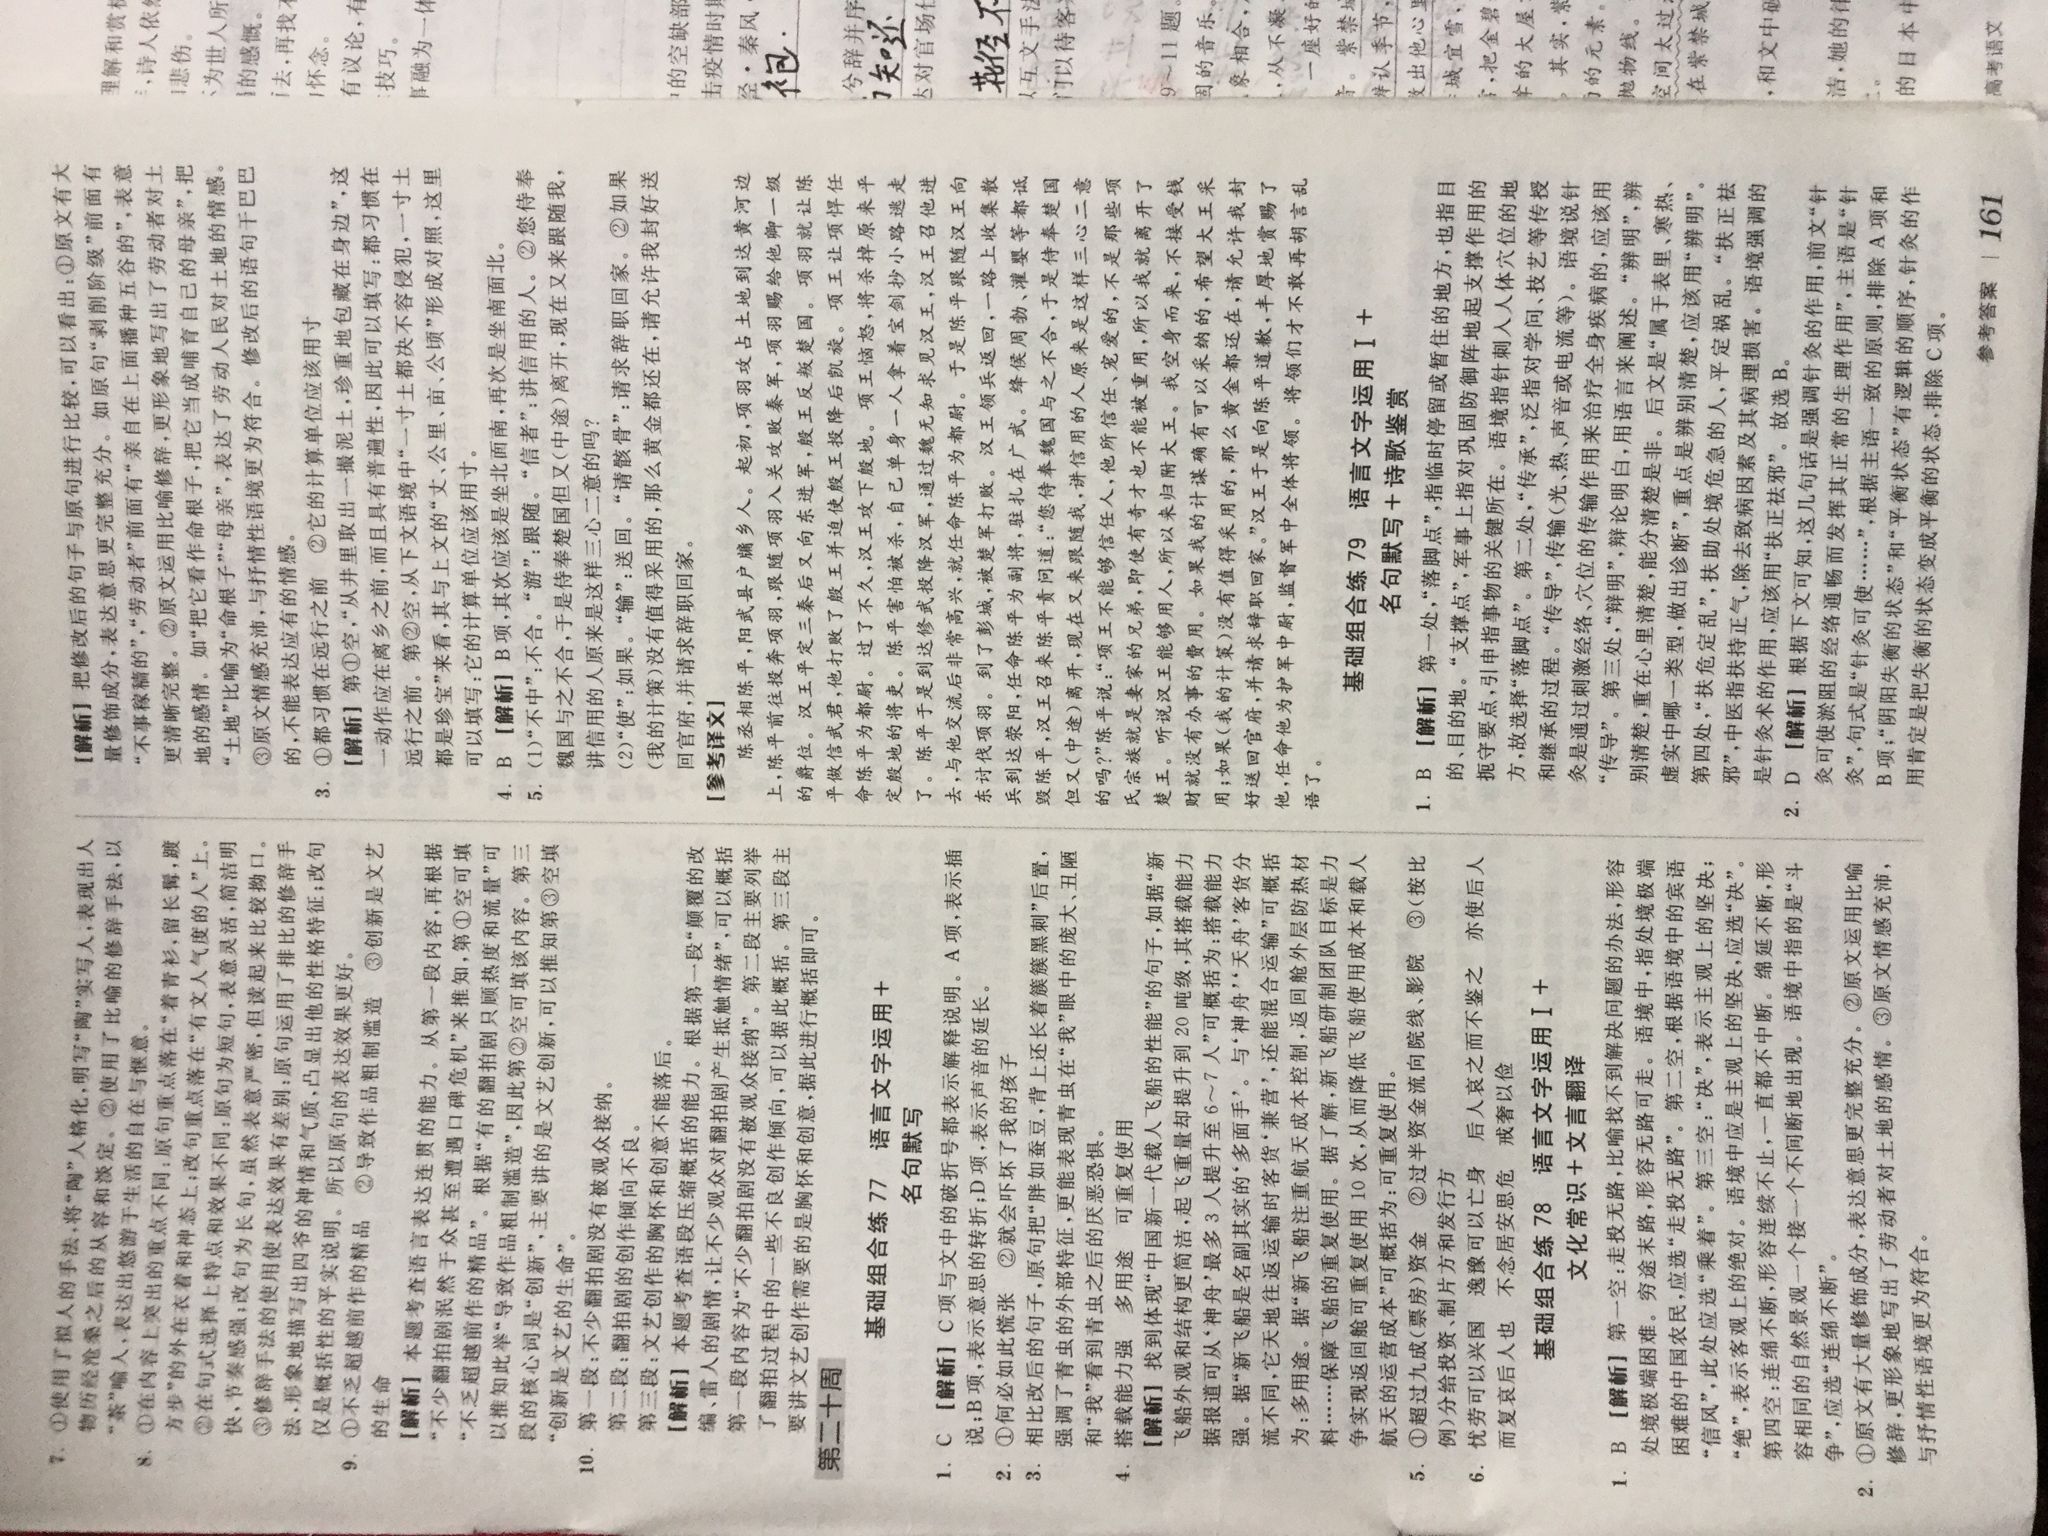 7. ①使用了拟人的手法,将“陶”人格化,明写“陶”实写人,表现出人
物历经沧桑之后的从容和淡定。②使用了比喻的修辞手法,以
“茶”喻人,表达出悠游于生活的自在与惬意。
8. ①在内容上突出的重点不同:原句重点落在“着青衫,留长髯,踱
方步”的外在衣着和神态上;改句重点落在“有文人气度的人”上。
②在句式选择上特点和效果不同:原句为短句,表意灵活,简洁明
快,节奏感强;改句为长句,虽然表意严密,但读起来比较拗口。
③修辞手法的使用使表达效果有差别:原句运用了排比的修辞手
法,形象地描写出四爷的神情和气质,凸显出他的性格特征;改句
仅是概括性的平实说明。所以原句的表达效果更好。
9. ①不乏超越前作的精品 ②导致作品粗制滥造 ③创新是文艺
的生命
【解析】本题考查语言表达连贯的能力。从第一段内容,再根据
“不少翻拍剧泯然于众甚至遭遇口碑危机”来推知,第①空可填
“不乏超越前作的精品”。根据“有的翻拍剧只顾热度和流量”可
以推知此举“导致作品粗制滥造”,因此第②空可填该内容。第三
段的核心词是“创新”,主要讲的是文艺创新,可以推知第③空填
“创新是文艺的生命”。
10. 第一段:不少翻拍剧没有被观众接纳。
第二段:翻拍剧的创作倾向不良。
第三段:文艺创作的胸怀和创意不能落后。
【解析】本题考查语段压缩概括的能力。根据第一段“颠覆的改
编、雷人的剧情,让不少观众对翻拍剧产生抵触情绪”,可以概括
第一段内容为“不少翻拍剧没有被观众接纳”。第二段主要列举
了翻拍过程中的一些不良创作倾向,可以据此概括。第三段主
要讲文艺创作需要的是胸怀和创意,据此进行概括即可。
第二十周
基础组合练77 语言文字运用+
名句默写
1. C 【解析】C项与文中的破折号都表示解释说明。A项,表示插
说;B项,表示意思的转折;D项,表示声音的延长。
2. ①何必如此慌张 ②就会吓坏了我的孩子
3. 相比改后的句子,原句把“胖如蚕豆,背上还长着簇簇黑刺”后置,
强调了青虫的外部特征,更能表现青虫在“我”眼中的庞大、丑陋
和“我”看到青虫之后的厌恶恐惧。
4. 搭载能力强 多用途 可重复使用
【解析】找到体现“中国新一代载人飞船的性能”的句子,如据“新
飞船外观和结构更简洁,起飞重量却提升到20吨级,其搭载能力
据报道可从‘神舟’最多3人提升至6~7人”可概括为:搭载能力
强。据“新飞船是名副其实的‘多面手’。与‘神舟’‘天舟’客货分
流不同,它天地往返运输时客货‘兼营’,还能混合运输”可概括
为:多用途。据“新飞船注重航天成本控制,返回舱外层防热材
料……保障飞船的重复使用。据了解,新飞船研制团队目标是力
争实现返回舱可重复使用10次,从而降低飞船使用成本和载人
航天的运营成本”可概括为:可重复使用。
5. ①超过九成(票房)资金 ②过半资金流向院线、影院 ③(按比
例)分给投资、制片方和发行方
6. 忧劳可以兴国 逸豫可以亡身 后人哀之而不鉴之 亦使后人
而复哀后人也 不念居安思危 戒奢以俭
基础组合练78 语言文字运用Ⅰ+
文化常识+文言翻译
1. B 【解析】第一空:走投无路,比喻找不到解决问题的办法,形容
处境极端困难。穷途末路,形容无路可走。语境中,指处境极端
困难的中国农民,应选“走投无路”。第二空,根据语境中的宾语
“信风”,此处应选“乘着”。第三空:“决”,表示主观上的坚决;
“绝”,表示客观上的绝对。语境中应是主观上的坚决,应选“决”。
第四空:连绵不断,形容连续不止,一直都不中断。绵延不断,形
容相同的自然景观一个接一个不间断地出现。语境中指的是“斗
争”,应选“连绵不断”。
2. ①原文有大量修饰成分,表达意思更完整充分。②原文运用比喻
修辞,更形象地写出了劳动者对土地的感情。③原文情感充沛,
与抒情性语境更为符合。
【解析】把修改后的句子与原句进行比较,可以看出:①原文有大
量修饰成分,表达意思更完整充分。如原句“剥削阶级”前面有
“不事稼穑的”,“劳动者”前面有“亲自在上面播种五谷的”,表意
更清晰完整。②原文运用比喻修辞,更形象地写出了劳动者对土
地的感情。如“把它看作命根子,把它当成哺育自己的母亲”,把
“土地”比喻为“命根子”“母亲”,表达了劳动人民对土地的情感。
③原文情感充沛,与抒情性语境更为符合。修改后的语句干巴巴
的,不能表达应有的情感。
3. ①都习惯在远行之前 ②它的计算单位应该用寸
【解析】第①空,“从井里取出一撮泥土,珍重地包藏在身边”,这
一动作应在离乡之前,而且具有普遍性,因此可以填写:都习惯在
远行之前。第②空,从下文语境中“一寸土都决不容侵犯,一寸土
都是珍宝”来看,其与上文的“丈、公里、亩、公顷”形成对照,这里
可以填写:它的计算单位应该用寸。
4. B 【解析】B项,其次应该是坐北面南,再次是坐南面北。
5. (1)“不中”:不合。“游”:跟随。“信者”:讲信用的人。②您侍奉
魏国与之不合,于是侍奉楚国但又(中途)离开,现在又来跟随我,
讲信用的人原来是这样三心二意的吗?
(2)“使”:如果。“输”:送回。“请骸骨”:请求辞职回家。②如果
(我的计策)没有值得采用的,那么黄金都还在,请允许我封好送
回官府,并请求辞职回家。
【参考译文】
陈丞相陈平,阳武县户牖乡人。起初,项羽攻占土地到达黄河边
上,陈平前往投奔项羽,跟随项羽入关攻败秦军,项羽赐给他卿一级
的爵位。汉王平定三秦后又向东进军,殷王反叛楚国。项羽就让陈
平做信武君,他打败了殷王并迫使殷王投降后凯旋。项王让项悍任
命陈平为都尉。过了不久,汉王攻下殷地。项王恼怒,将杀掉原来平
定殷地的将吏。陈平害怕被杀,自己单身一人拿着宝剑抄小路逃走
了。陈平于是到达修武投降汉军,通过魏无知求见汉王,汉王召他进
去,与他交流后非常高兴,就任命陈平为都尉。于是陈平跟随汉王向
东讨伐项羽。到了彭城,被楚军打败。汉王领兵返回,一路上收集散
兵到达荥阳,任命陈平为副将,驻扎在广武。绛侯周勃、灌婴等都诋
毁陈平,汉王召来陈平责问道:“您侍奉魏国与之不合,于是侍奉楚国
但又(中途)离开,现在又来跟随我,讲信用的人原来是这样三心二意
的吗?”陈平说:“项王不能够信任人,他所信任、宠爱的,不是那些项
氏宗族就是妻家的兄弟,即使有奇才也不能被重用,所以我就离开了
楚王。听说汉王能够用人,所以来归附大王。我空身而来,不接受钱
财就没有办事的费用。如果我的计谋确有可以采纳的,希望大王采
用;如果(我的计策)没有值得采用的,那么黄金都还在,请允许我封
好送回官府,并请求辞职回家。”汉王于是向陈平道歉,丰厚地赏赐了
他,任命他为护军中尉,监督军中全体将领。将领们才不敢再胡言乱
语了。
基础组合练79 语言文字运用Ⅰ+
名句默写+诗歌鉴赏
1. B 【解析】第一处,“落脚点”,指临时停留或暂住的地方,也指目
的、目的地。“支撑点”,军事上指对巩固防御阵地起支撑作用的
扼守要点,引申指事物的关键所在。语境指针刺入人体穴位的地
方,故选择“落脚点”。第二处,“传承”,泛指对学问、技艺等传授
和继承的过程。“传导”,传输(光、热、声音或电流等)。语境说针
灸是通过刺激经络、穴位的传输作用来治疗全身疾病的,应该用
“传导”。第三处,“辩明”,辩论明白,用语言来阐述。“辨明”,辨
别清楚,重在心里清楚,能分清楚是非。后文是“属于表里、寒热、
虚实中哪一类型,做出诊断”,重点是辨别清楚,应该用“辨明”。
第四处,“扶危定乱”,扶助处境危急的人,平定祸乱。“扶正祛
邪”,中医指扶持正气,除去致病因素及其病理损害。语境强调的
是针灸术的作用,应该用“扶正祛邪”。故选B。
2. D 【解析】根据下文可知,这几句话是强调针灸的作用,前文“针
灸可使淤阻的经络通畅而发挥其正常的生理作用”,主语是“针
灸”,句式是“针灸可使……”,根据主语一致的原则,排除A项和
B项;“阴阳失衡的状态”和“平衡状态”有逻辑的顺序,针灸的作
用肯定是把失衡的状态变成平衡的状态,排除C项。
参考答案 161
理解和赏析
,诗人依然
悲伤。
不为世人所
的感慨。
而去,再找不
怀念。
有议论,有
技巧。
事融为一体
的空缺部
击疫情时期
经·秦风·
袍.
兮辞并序
知还
达对官场仕
花径不
以互文手法
们以待客
9~11题。
固的音乐。
象相合,
,从不凝
一座好的
音。紫禁城
辨认季节,
放出他心里
城宜雪、
,把金碧
的大屋
。其实,紫
的元素。
抛物线。
空间太过
在紫禁城
,和文中破
洁,她的律
的日本中
高考语文